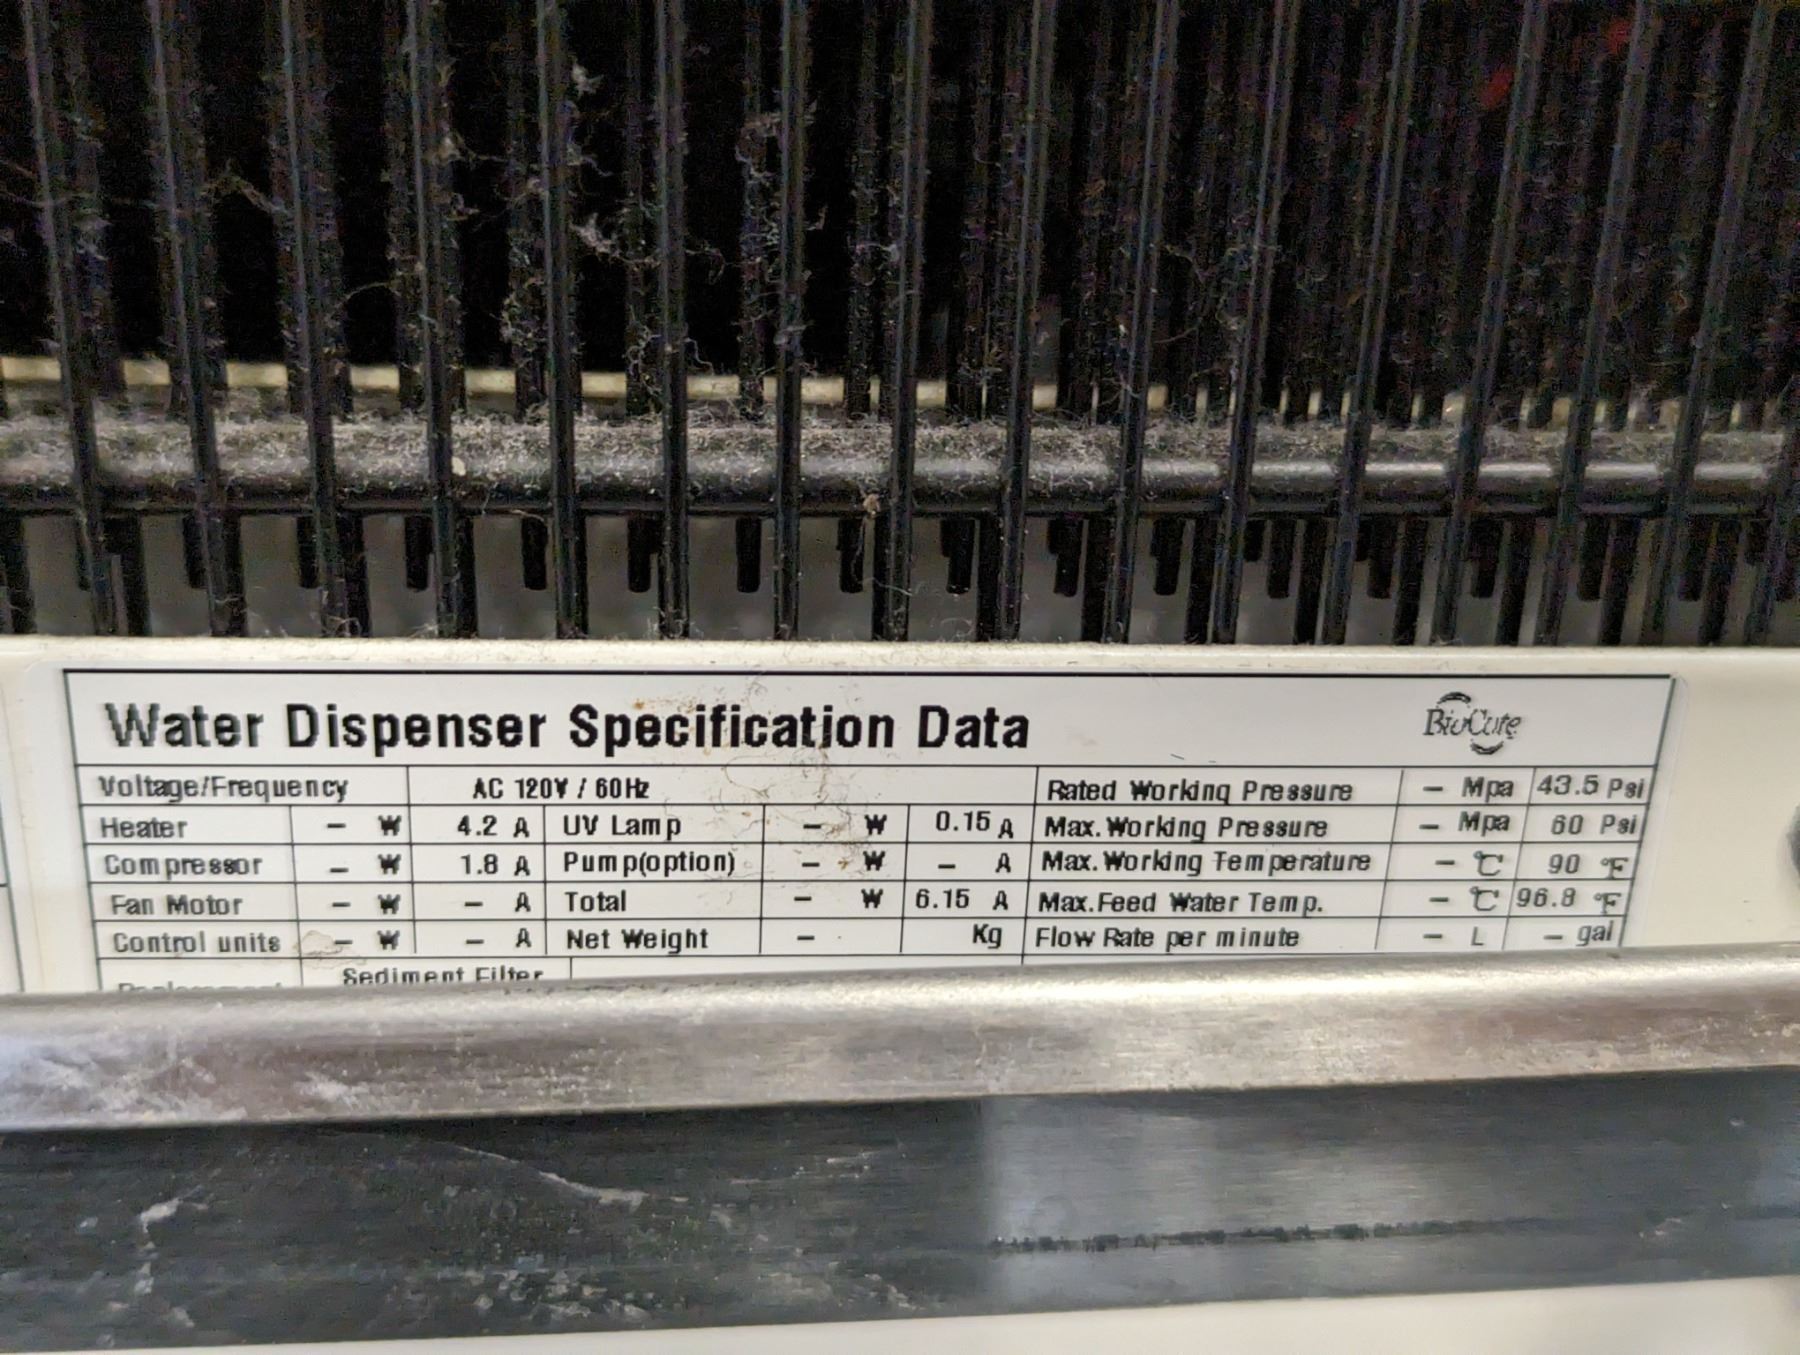 Water Dispenser Specification Data BioCute
Voltage/Frequency AC 120V / 60Hz Rated Working Pressure – Mpa 43.5 Psi
Heater – W 4.2 A UV Lamp – W 0.15 A Max. Working Pressure – Mpa 60 Psi
Compressor – W 1.8 A Pump(option) – W – A Max. Working Temperature – ℃ 90 ℉
Fan Motor – W – A Total – W 6.15 A Max. Feed Water Temp. – ℃ 96.8 ℉
Control units – W – A Net Weight – Kg Flow Rate per minute – L – gal
Sediment Filter